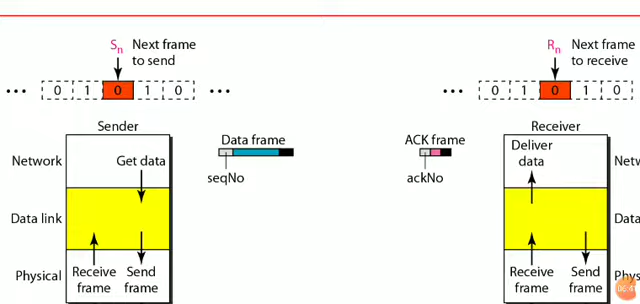 Sn Next frame
to send
Rn Next frame
to receive
... 0 1 0 1 0 ...
... 0 1 0 1 0
Sender
Data frame
ACK frame
Receiver
Network
Get data
seqNo
ackNo
Deliver
data
Data link
Data
Physical
Receive
frame
Send
frame
Receive
frame
Send
frame